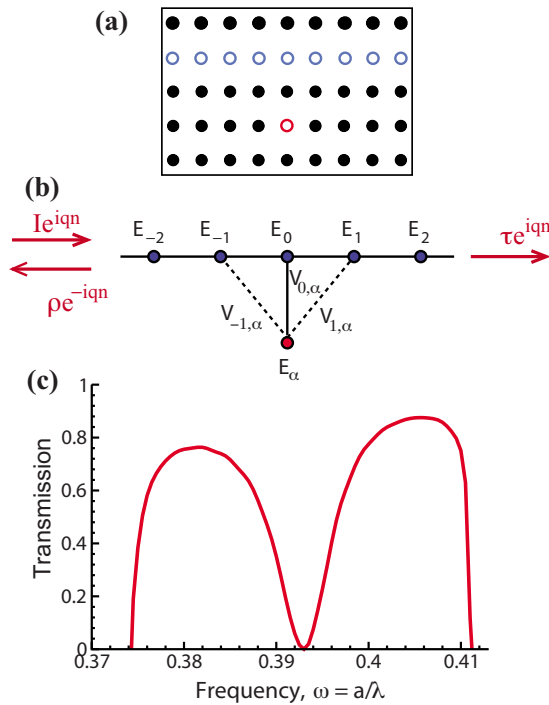 (a)
(b)
Ie^{iqn}
ρe^{-iqn}
τe^{iqn}
E_{-2} E_{-1} E_0 E_1 E_2
V_{0,α}
V_{-1,α} V_{1,α}
E_α
(c)
Transmission
1
0.8
0.6
0.4
0.2
0
0.37 0.38 0.39 0.4 0.41
Frequency, ω = a/λ